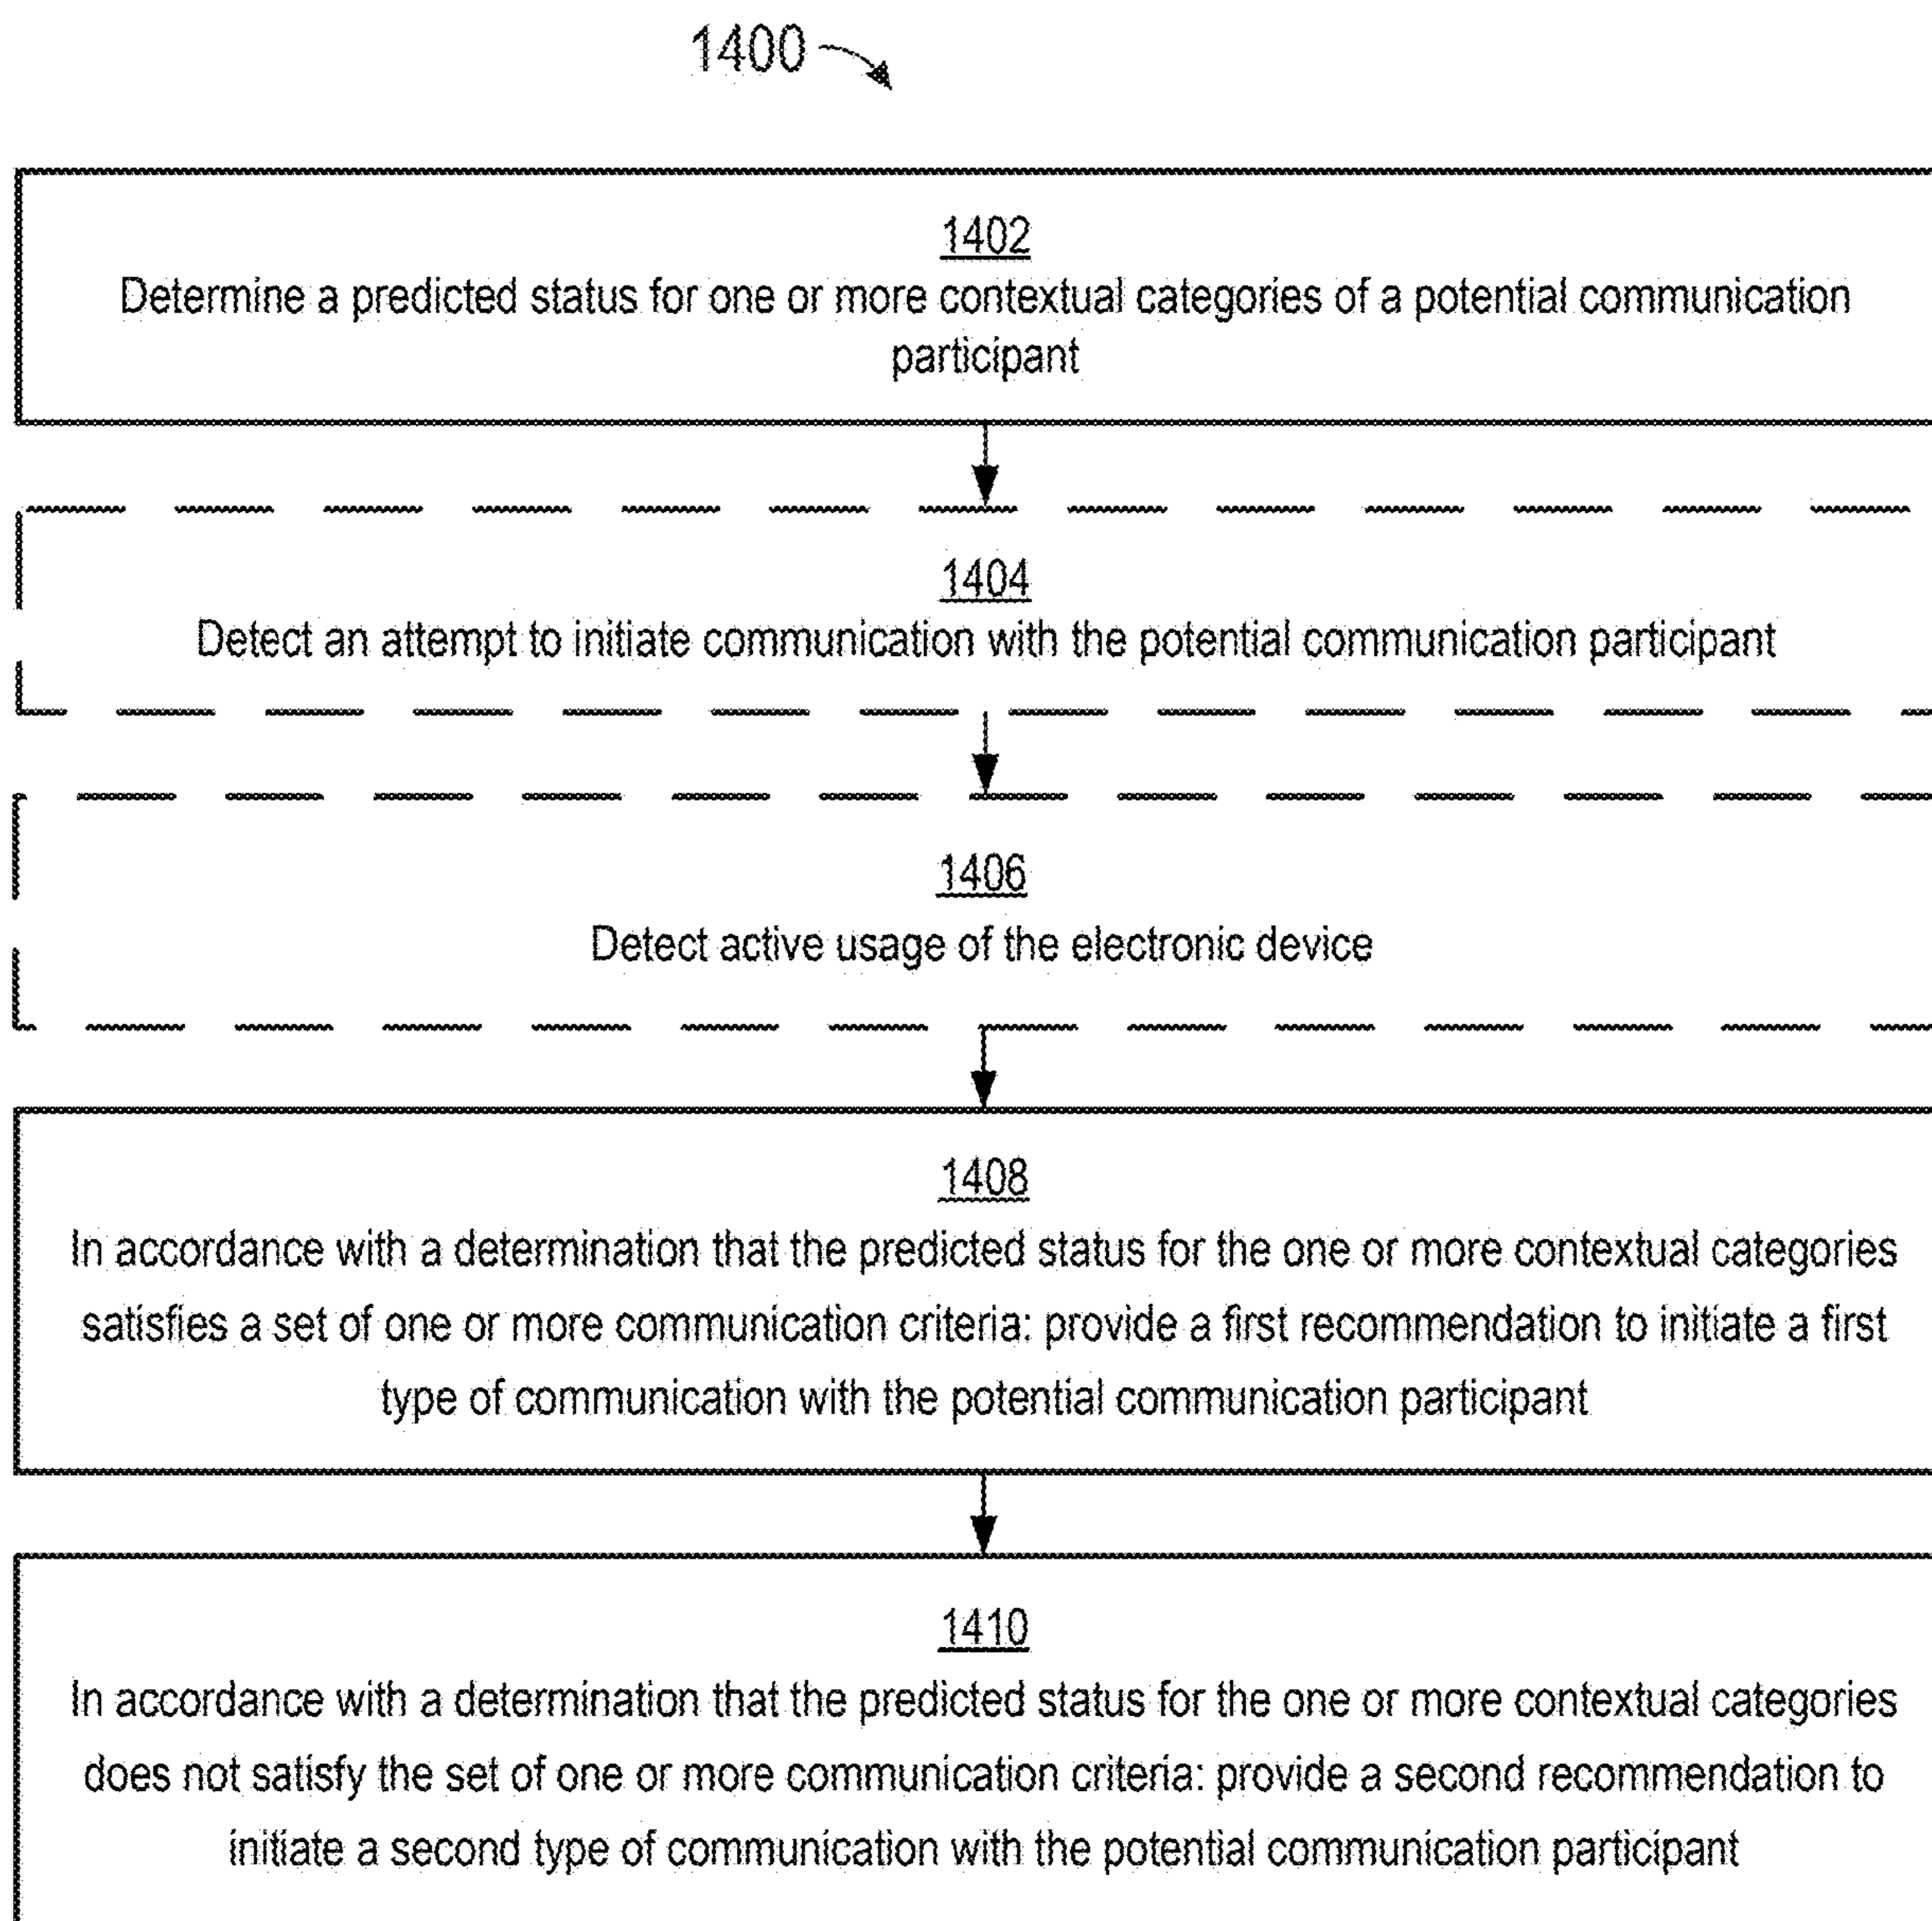 1400
1402
Determine a predicted status for one or more contextual categories of a potential communication
participant
1404
Detect an attempt to initiate communication with the potential communication participant
1406
Detect active usage of the electronic device
1408
In accordance with a determination that the predicted status for the one or more contextual categories
satisfies a set of one or more communication criteria: provide a first recommendation to initiate a first
type of communication with the potential communication participant
1410
In accordance with a determination that the predicted status for the one or more contextual categories
does not satisfy the set of one or more communication criteria: provide a second recommendation to
initiate a second type of communication with the potential communication participant